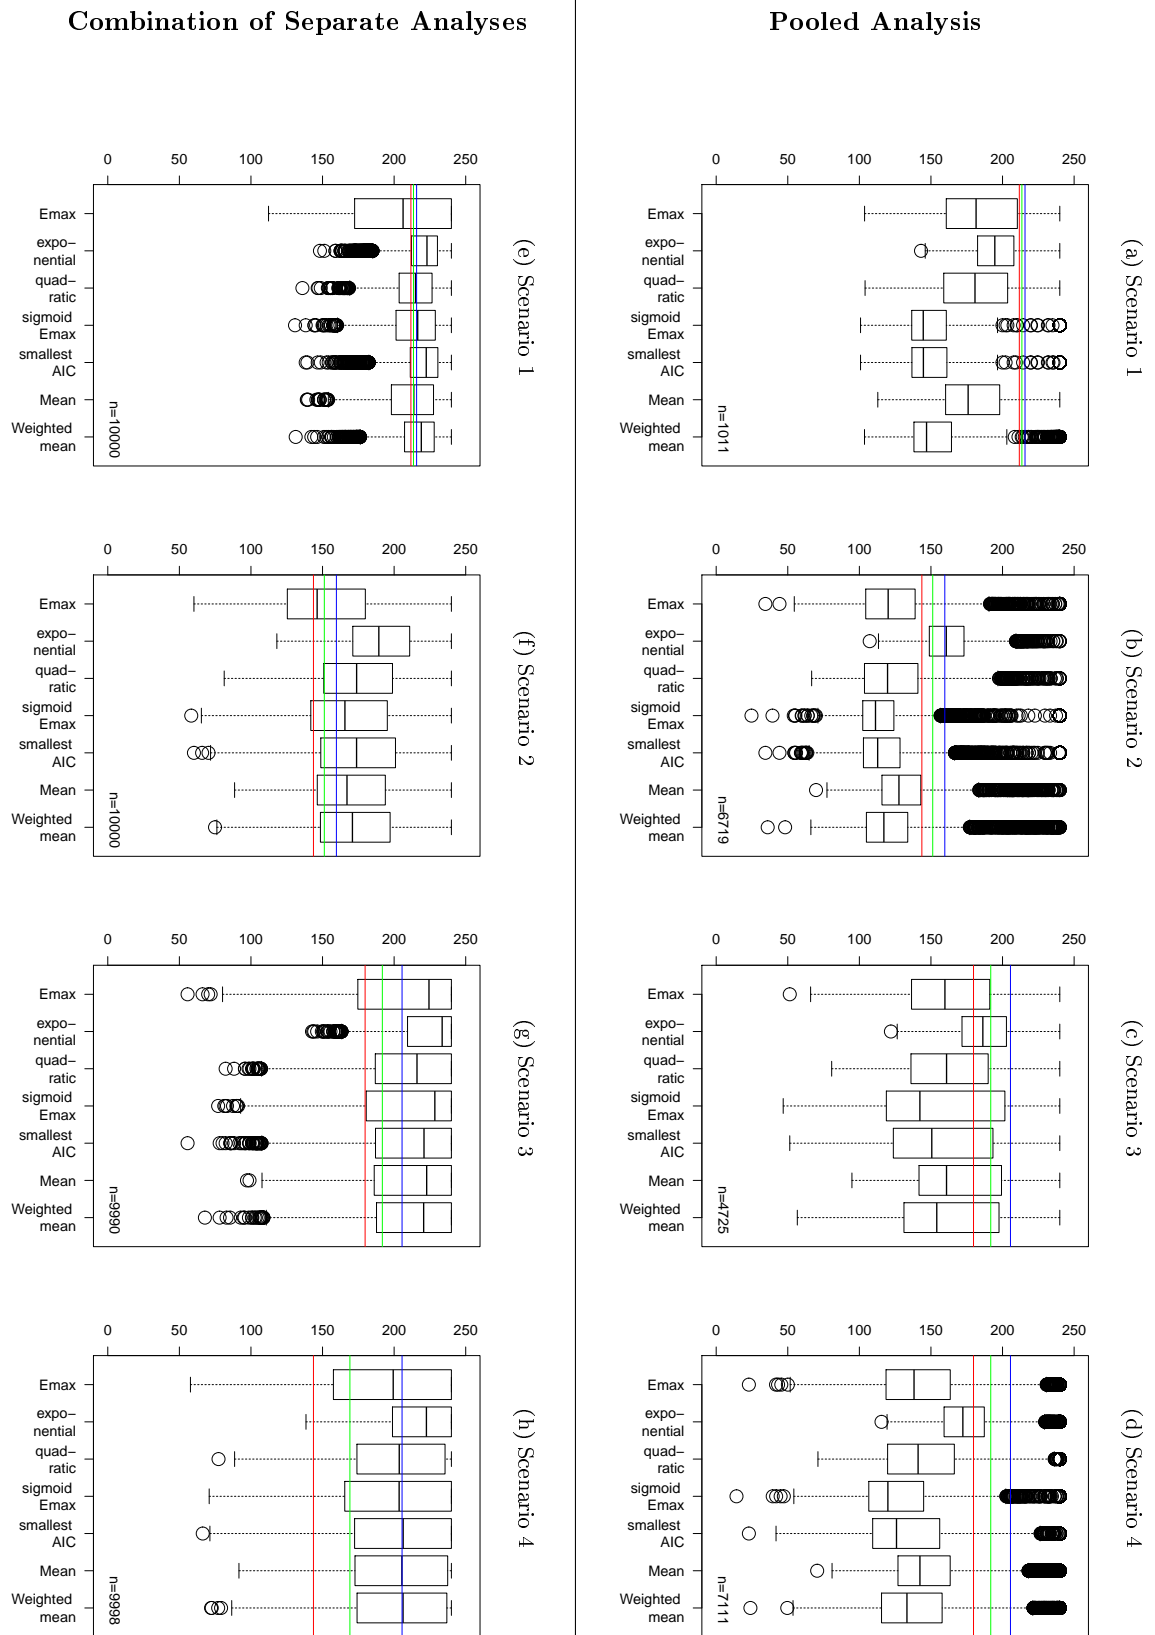 Combination of Separate Analyses
Pooled Analysis
0 50 100 150 200 250
Emax
expo–
nential
quad–
ratic
sigmoid
Emax
smallest
AIC
Mean
Weighted
mean
n=10000
(e) Scenario 1
0 50 100 150 200 250
Emax
expo–
nential
quad–
ratic
sigmoid
Emax
smallest
AIC
Mean
Weighted
mean
n=1011
(a) Scenario 1
0 50 100 150 200 250
Emax
expo–
nential
quad–
ratic
sigmoid
Emax
smallest
AIC
Mean
Weighted
mean
n=10000
(f) Scenario 2
0 50 100 150 200 250
Emax
expo–
nential
quad–
ratic
sigmoid
Emax
smallest
AIC
Mean
Weighted
mean
n=6719
(b) Scenario 2
0 50 100 150 200 250
Emax
expo–
nential
quad–
ratic
sigmoid
Emax
smallest
AIC
Mean
Weighted
mean
n=9990
(g) Scenario 3
0 50 100 150 200 250
Emax
expo–
nential
quad–
ratic
sigmoid
Emax
smallest
AIC
Mean
Weighted
mean
n=4725
(c) Scenario 3
0 50 100 150 200 250
Emax
expo–
nential
quad–
ratic
sigmoid
Emax
smallest
AIC
Mean
Weighted
mean
n=9998
(h) Scenario 4
0 50 100 150 200 250
Emax
expo–
nential
quad–
ratic
sigmoid
Emax
smallest
AIC
Mean
Weighted
mean
n=7111
(d) Scenario 4